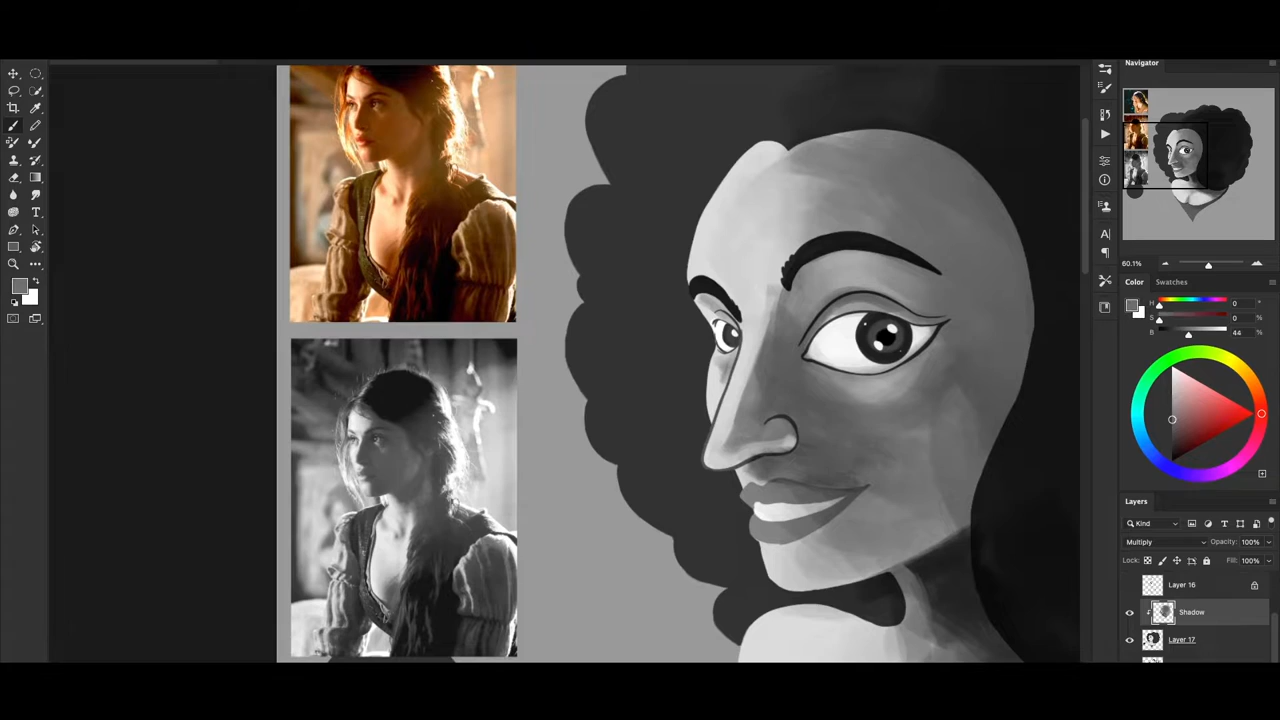 Navigator
60.1%
Color
Swatches
H
0
°
S
0
%
B
44
%
Layers
Kind
Multiply
Opacity:
100%
Lock:
Fill:
100%
Layer 16
Shadow
Layer 17